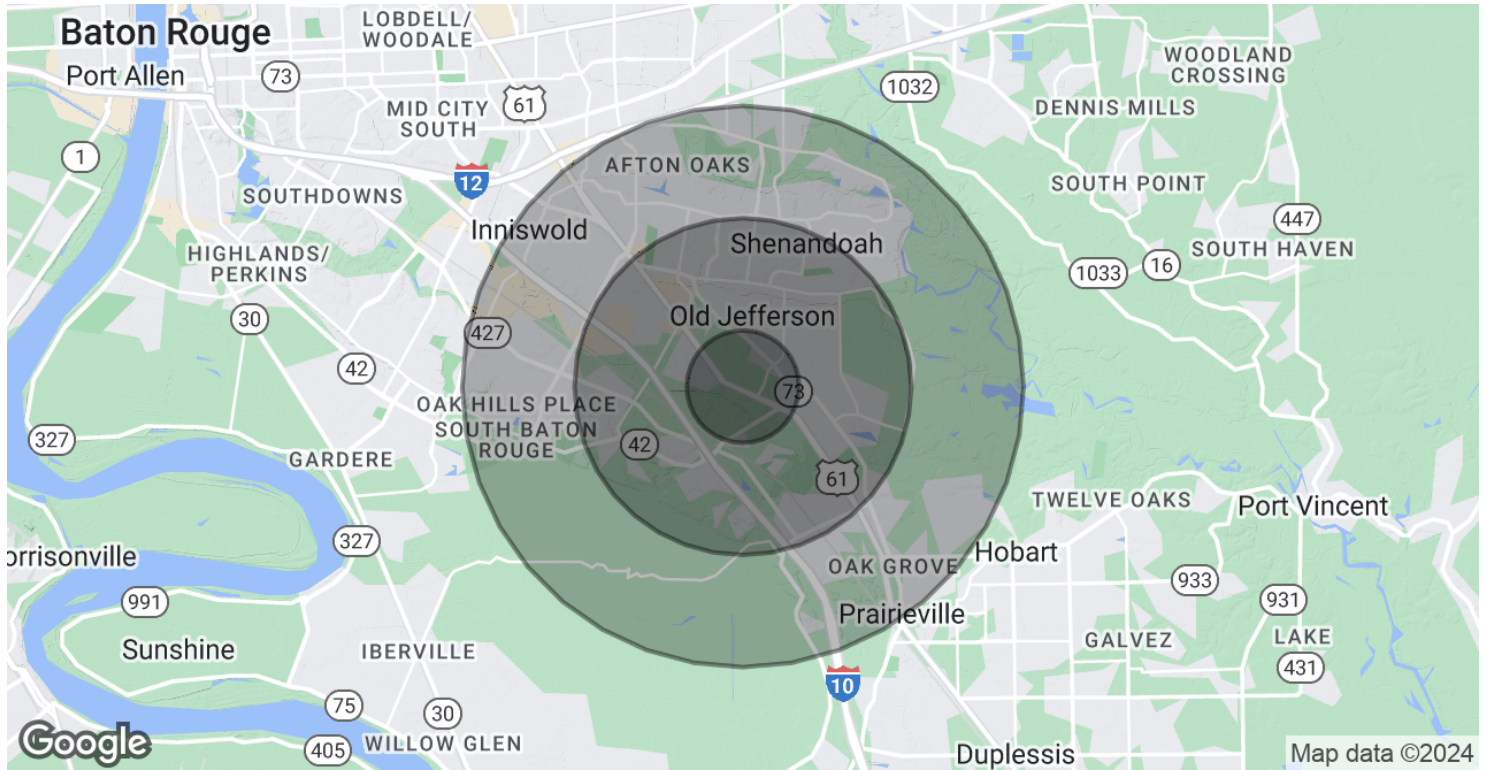 Baton Rouge
LOBDELL/
WOODALE
Port Allen
73
61
MID CITY
SOUTH
1032
WOODLAND
CROSSING
DENNIS MILLS
1
12
AFTON OAKS
SOUTHDOWNS
SOUTH POINT
447
Inniswold
Shenandoah
SOUTH HAVEN
HIGHLANDS/
PERKINS
1033
16
30
Old Jefferson
427
42
73
OAK HILLS PLACE
SOUTH BATON
ROUGE
42
327
GARDERE
61
TWELVE OAKS
Port Vincent
327
orrisonville
Hobart
OAK GROVE
933
991
931
Prairieville
Sunshine
IBERVILLE
GALVEZ
LAKE
431
10
75
30
Google
405
WILLOW GLEN
Duplessis
Map data ©2024